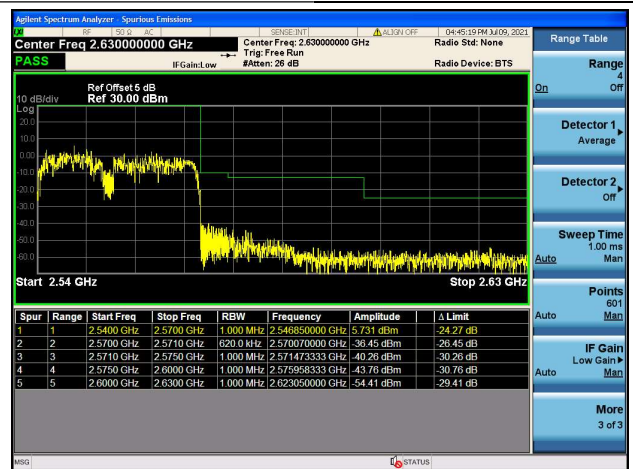 Agilent Spectrum Analyzer - Spurious Emissions
RF 50 Ω AC SENSE:INT ALIGN OFF 04:45:19 PM Jul 09, 2021
Center Freq 2.630000000 GHz Center Freq: 2.630000000 GHz Radio Std: None
Trig: Free Run
PASS IFGain:Low #Atten: 26 dB Radio Device: BTS
Ref Offset 5 dB
10 dB/div Ref 30.00 dBm
Log
20.0
10.0
0.00
-10.0
-20.0
-30.0
-40.0
-50.0
-60.0
Start 2.54 GHz Stop 2.63 GHz
Spur Range Start Freq Stop Freq RBW Frequency Amplitude Δ Limit
1 1 2.5400 GHz 2.5700 GHz 1.000 MHz 2.546850000 GHz 5.731 dBm -24.27 dB
2 2 2.5700 GHz 2.5710 GHz 620.0 kHz 2.570070000 GHz -36.45 dBm -26.45 dB
3 3 2.5710 GHz 2.5750 GHz 1.000 MHz 2.571473333 GHz -40.26 dBm -30.26 dB
4 4 2.5750 GHz 2.6000 GHz 1.000 MHz 2.575958333 GHz -43.76 dBm -30.76 dB
5 5 2.6000 GHz 2.6300 GHz 1.000 MHz 2.623050000 GHz -54.41 dBm -29.41 dB
Range Table
Range
4
On Off
Detector 1
Average
Detector 2
Off
Sweep Time
1.00 ms
Auto Man
Points
601
Auto Man
IF Gain
Low Gain
Auto Man
More
3 of 3
MSG STATUS